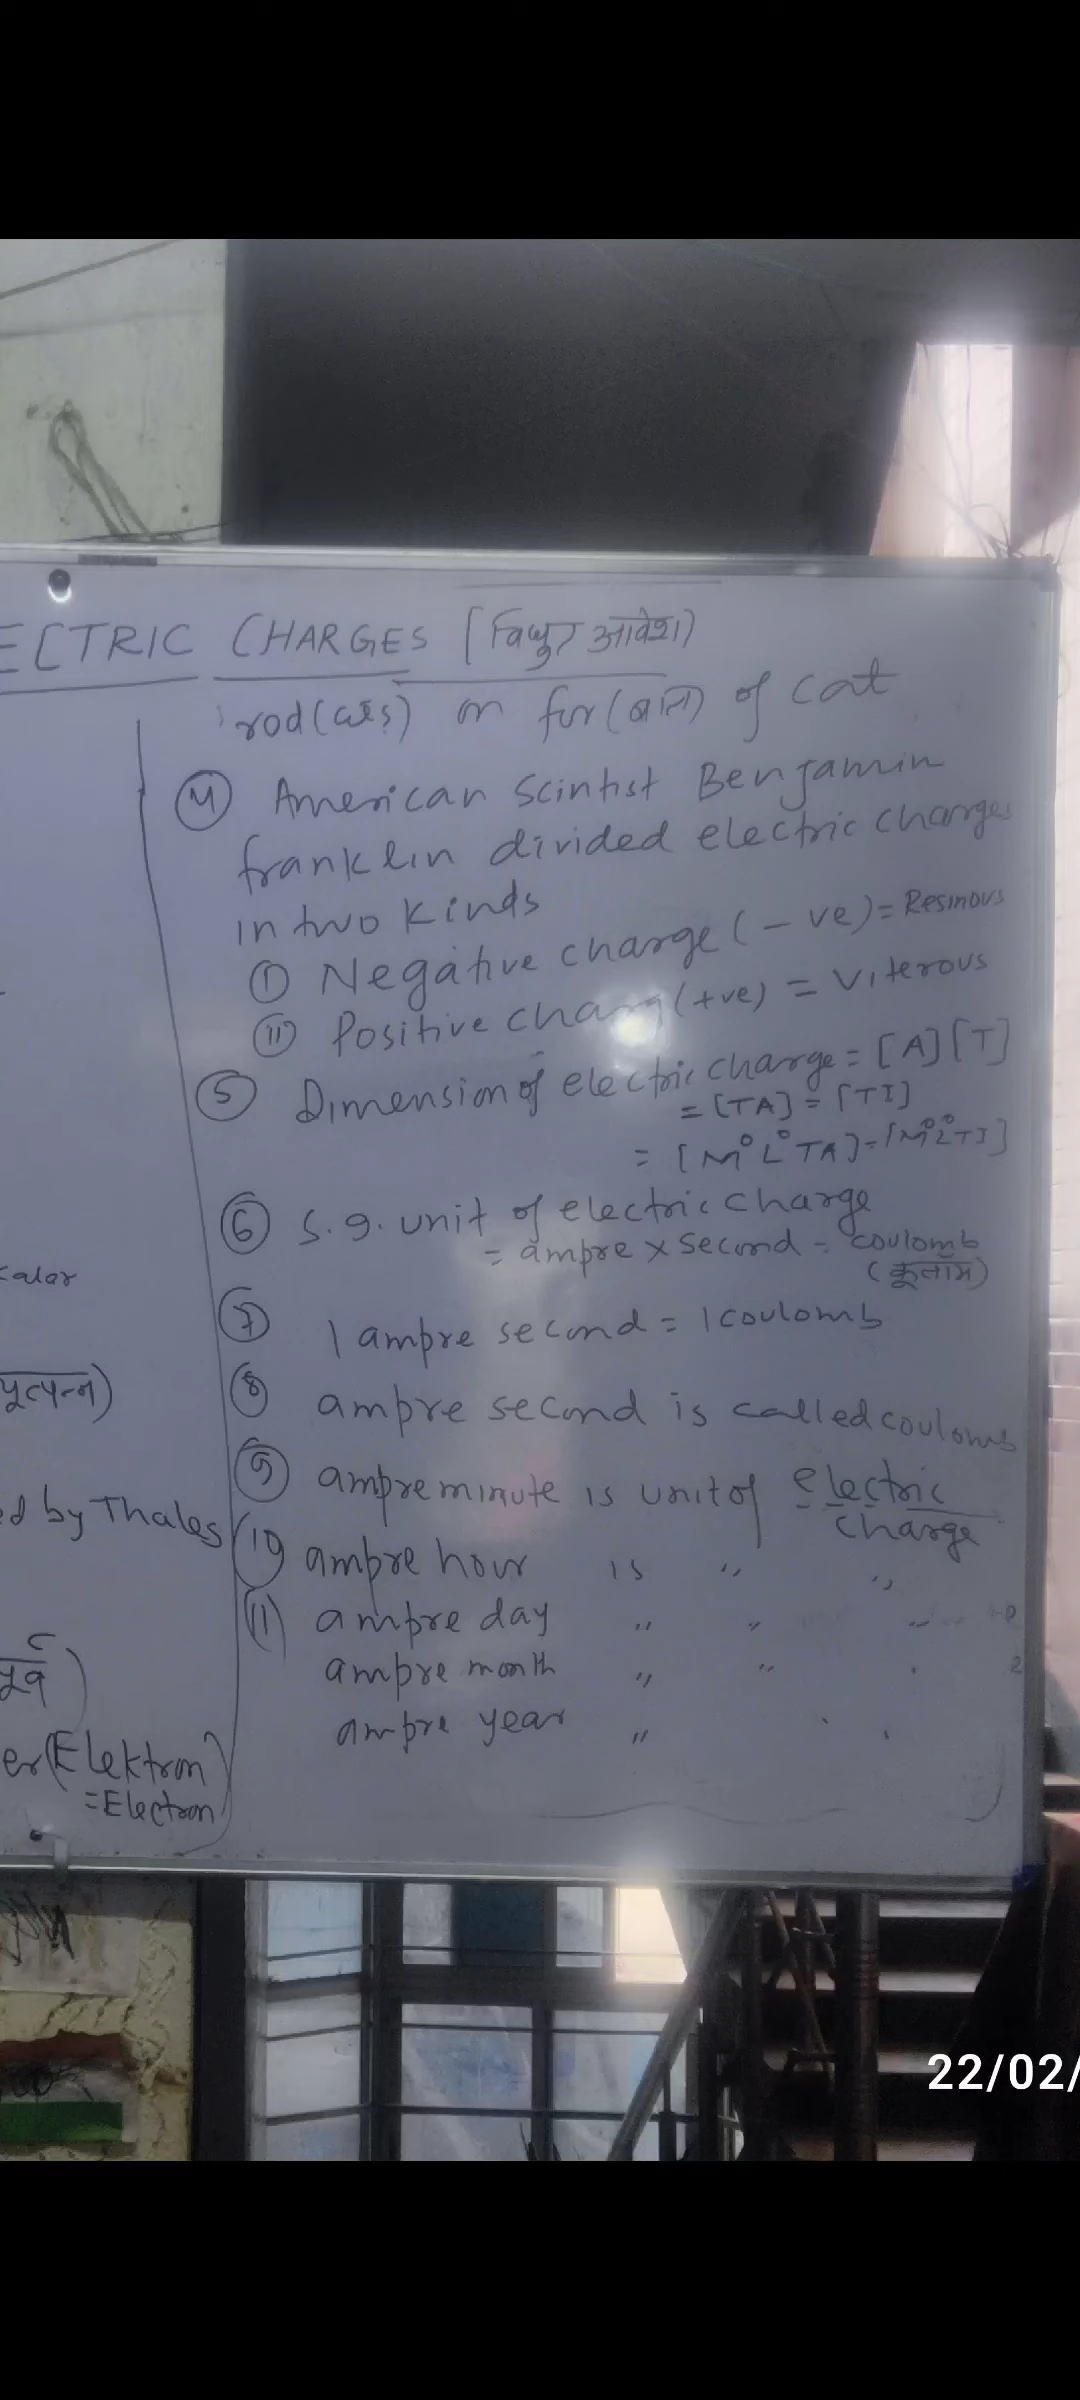 ECTRIC CHARGES [विद्युत आवेश)
rod(छड़) on fur(बाल) of cat
(4) American Scintist Benjamin
franklin divided electric charges
in two kinds
(I) Negative charge (-ve) = Resinous
(II) Positive charg (+ve) = Viterous
(5) Dimension of electric charge = [A][T]
= [TA] = [TI]
= [M⁰L⁰TA] = [M⁰L⁰TI]
(6) S.I. unit of electric charge
= ampre × second = coulomb
(कूलॉम)
(7) 1 ampre second = 1 coulomb
(8) ampre second is called coulomb
(9) ampre minute is unit of electric
charge
(10) ampre hour is " "
(11) ampre day " " "
ampre month " "
ampre year "
calar
ed by Thales
पूर्व)
er(Elektron)
=Electron
22/02/